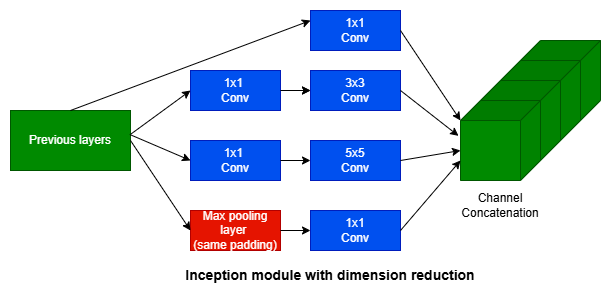 1x1
Conv
1x1
Conv
3x3
Conv
Previous layers
1x1
Conv
5x5
Conv
Channel
Concatenation
Max pooling
layer
(same padding)
1x1
Conv
Inception module with dimension reduction